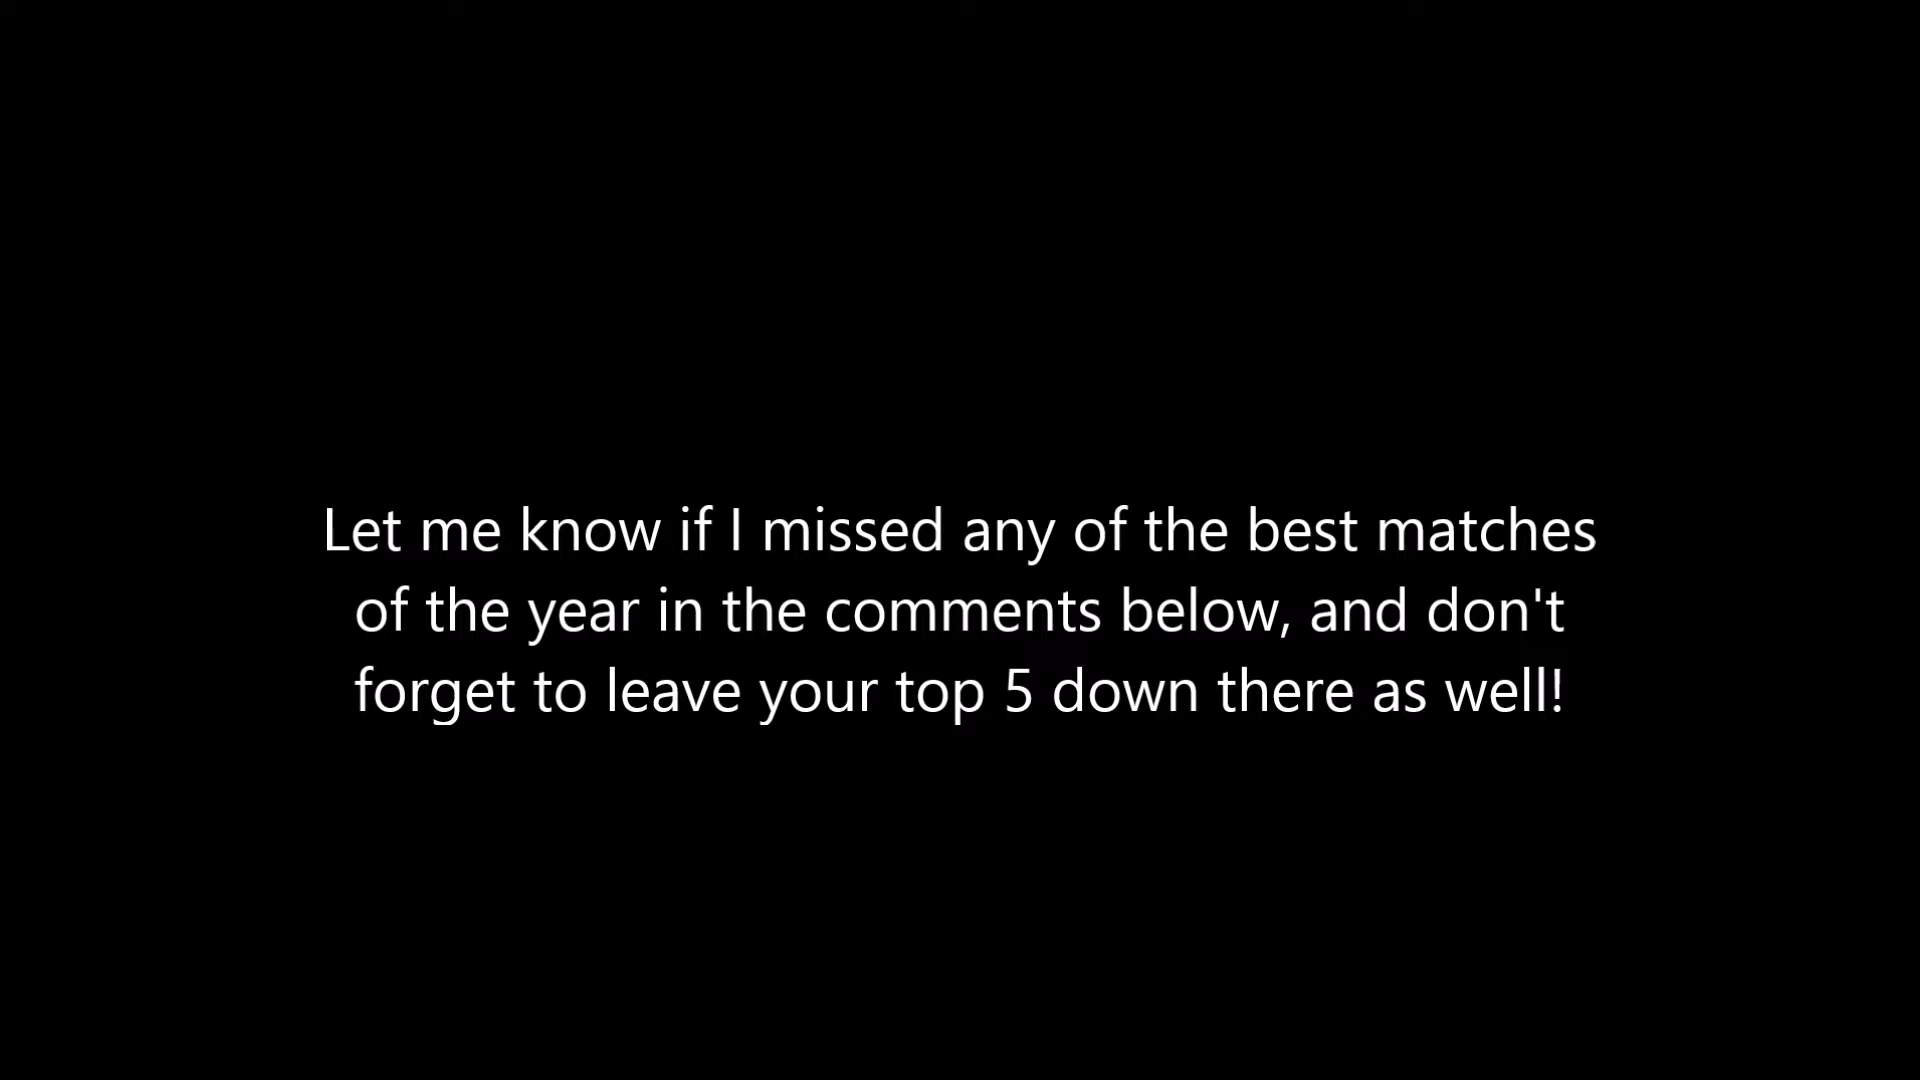 Let me know if I missed any of the best matches
of the year in the comments below, and don't
forget to leave your top 5 down there as well!